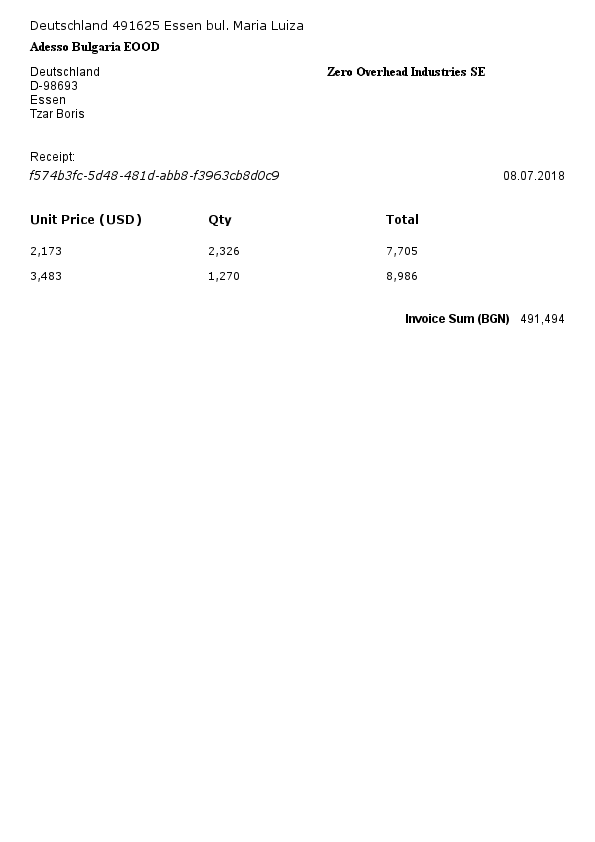 Deutschland 491625 Essen bul. Maria Luiza
Adesso Bulgaria EOOD
Deutschland
D-98693
Essen
Tzar Boris
Zero Overhead Industries SE
Receipt:
f574b3fc-5d48-481d-abb8-f3963cb8d0c9 08.07.2018
Unit Price (USD) Qty Total
2,173 2,326 7,705
3,483 1,270 8,986
Invoice Sum (BGN) 491,494